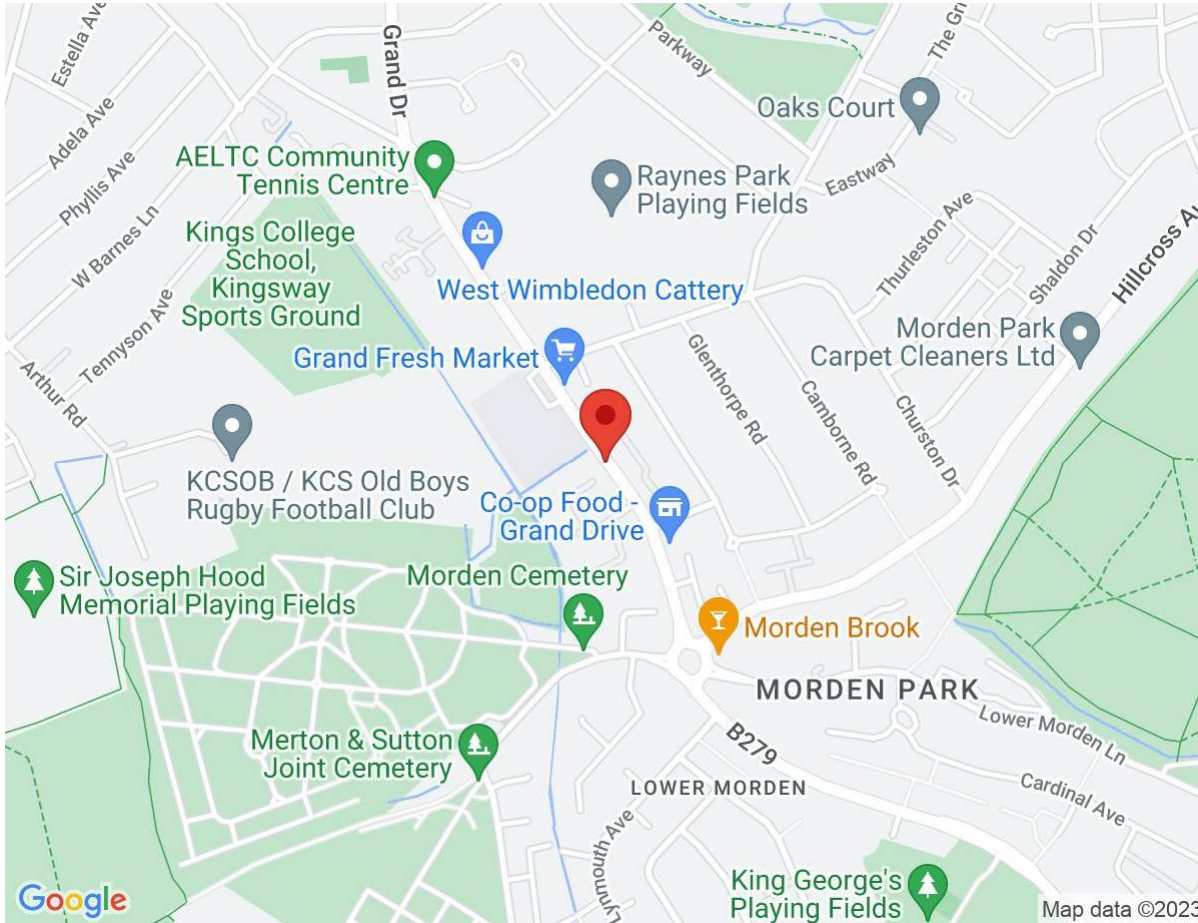 Estella Ave
Grand Dr
Parkway
The Gr
Oaks Court
Adela Ave
AELTC Community
Tennis Centre
Raynes Park
Playing Fields
Eastway
Phyllis Ave
Thurleston Ave
W Barnes Ln
Kings College
School,
Kingsway
Sports Ground
Shaldon Dr
Hillcross Av
West Wimbledon Cattery
Tennyson Ave
Morden Park
Carpet Cleaners Ltd
Grand Fresh Market
Glenthorpe Rd
Arthur Rd
Camborne Rd
Churston Dr
KCSOB / KCS Old Boys
Rugby Football Club
Co-op Food -
Grand Drive
Sir Joseph Hood
Memorial Playing Fields
Morden Cemetery
Morden Brook
MORDEN PARK
Lower Morden Ln
B279
Merton & Sutton
Joint Cemetery
LOWER MORDEN
Cardinal Ave
Lynmouth Ave
King George's
Playing Fields
Google
Map data ©2023